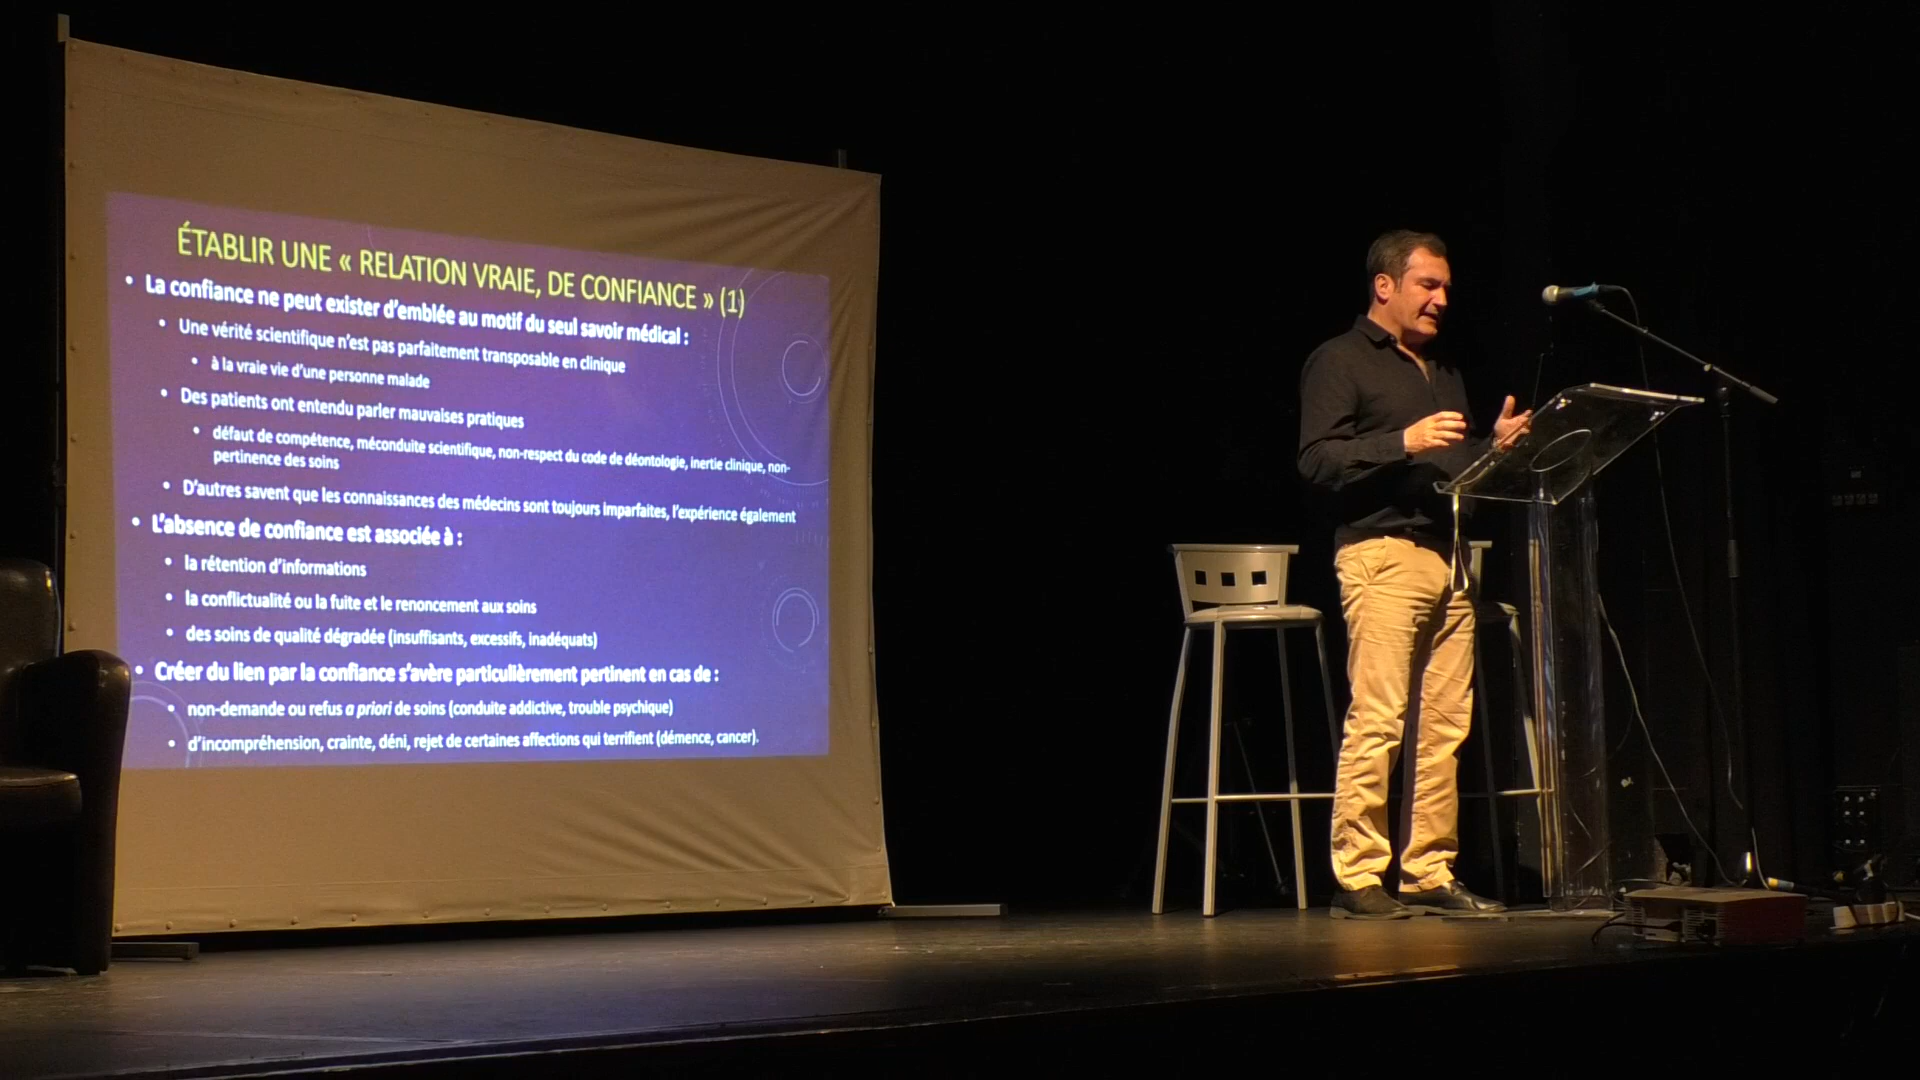 ÉTABLIR UNE « RELATION VRAIE, DE CONFIANCE » (1)
• La confiance ne peut exister d'emblée au motif du seul savoir médical :
• Une vérité scientifique n'est pas parfaitement transposable en clinique
• à la vraie vie d'une personne malade
• Des patients ont entendu parler mauvaises pratiques
• défaut de compétence, méconduite scientifique, non-respect du code de déontologie, inertie clinique, non-
pertinence des soins
• D'autres savent que les connaissances des médecins sont toujours imparfaites, l'expérience également
• L'absence de confiance est associée à :
• la rétention d'informations
• la conflictualité ou la fuite et le renoncement aux soins
• des soins de qualité dégradée (insuffisants, excessifs, inadéquats)
• Créer du lien par la confiance s'avère particulièrement pertinent en cas de :
• non-demande ou refus a priori de soins (conduite addictive, trouble psychique)
• d'incompréhension, crainte, déni, rejet de certaines affections qui terrifient (démence, cancer).